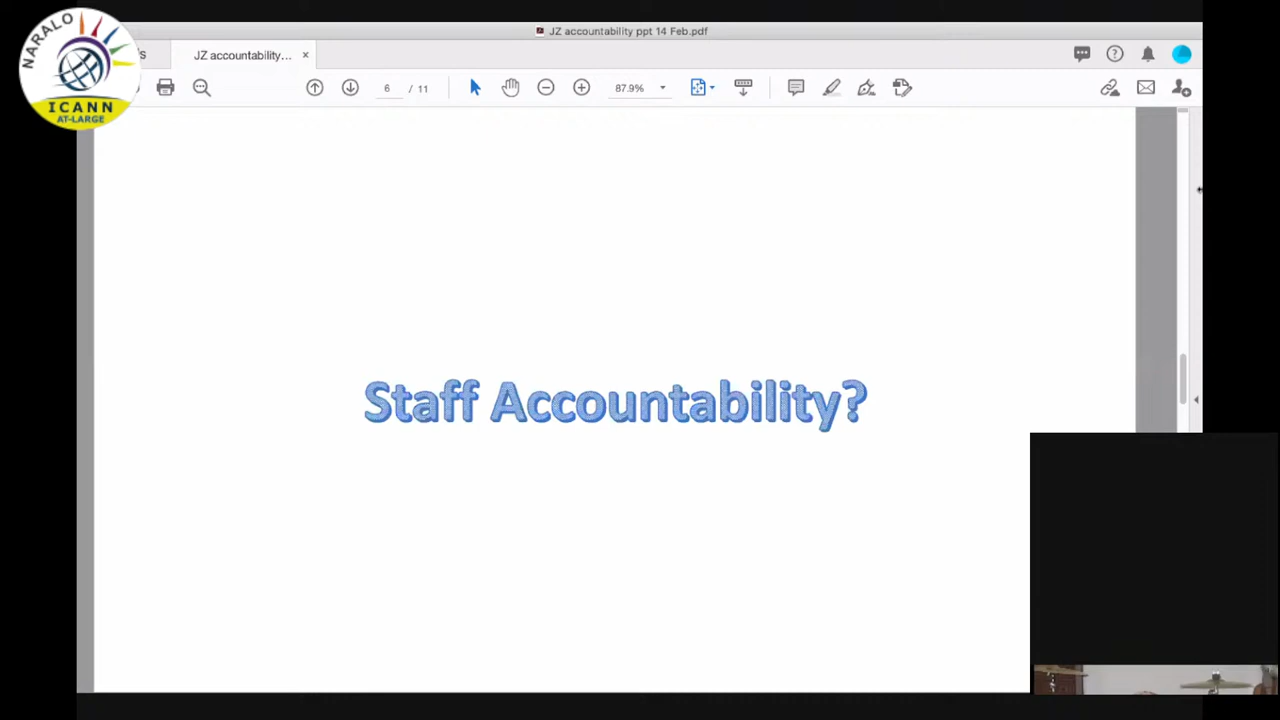 NARALO
ICANN
AT-LARGE
JZ accountability ppt 14 Feb.pdf
JZ accountability... ×
6 / 11
87.9%
Staff Accountability?